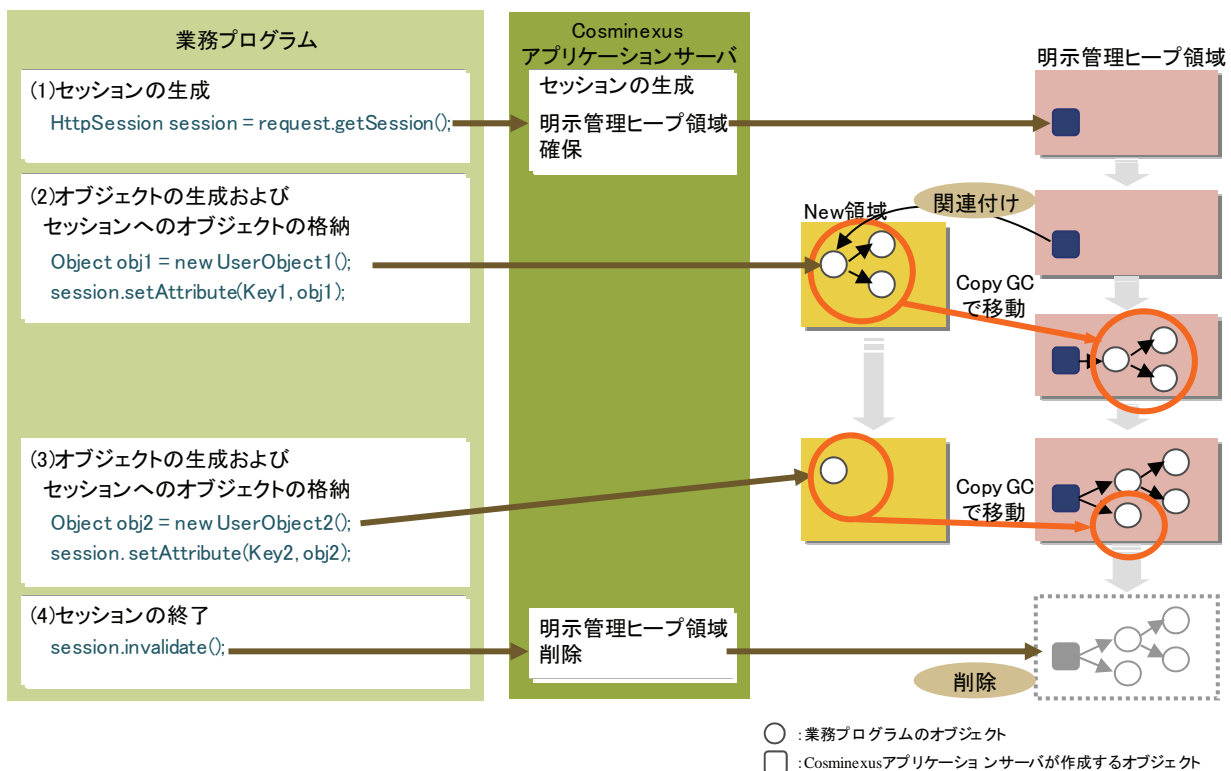 業務プログラム
Cosminexus
アプリケーションサーバ
明示管理ヒープ領域
(1)セッションの生成
HttpSession session = request.getSession();
セッションの生成
明示管理ヒープ領域
確保
(2)オブジェクトの生成および
セッションへのオブジェクトの格納
Object obj1 = new UserObject1();
session.setAttribute(Key1, obj1);
New領域
関連付け
Copy GC
で移動
(3)オブジェクトの生成および
セッションへのオブジェクトの格納
Object obj2 = new UserObject2();
session. setAttribute(Key2, obj2);
Copy GC
で移動
(4)セッションの終了
session.invalidate();
明示管理ヒープ領域
削除
削除
:業務プログラムのオブジェクト
:Cosminexusアプリケーションサーバが作成するオブジェクト